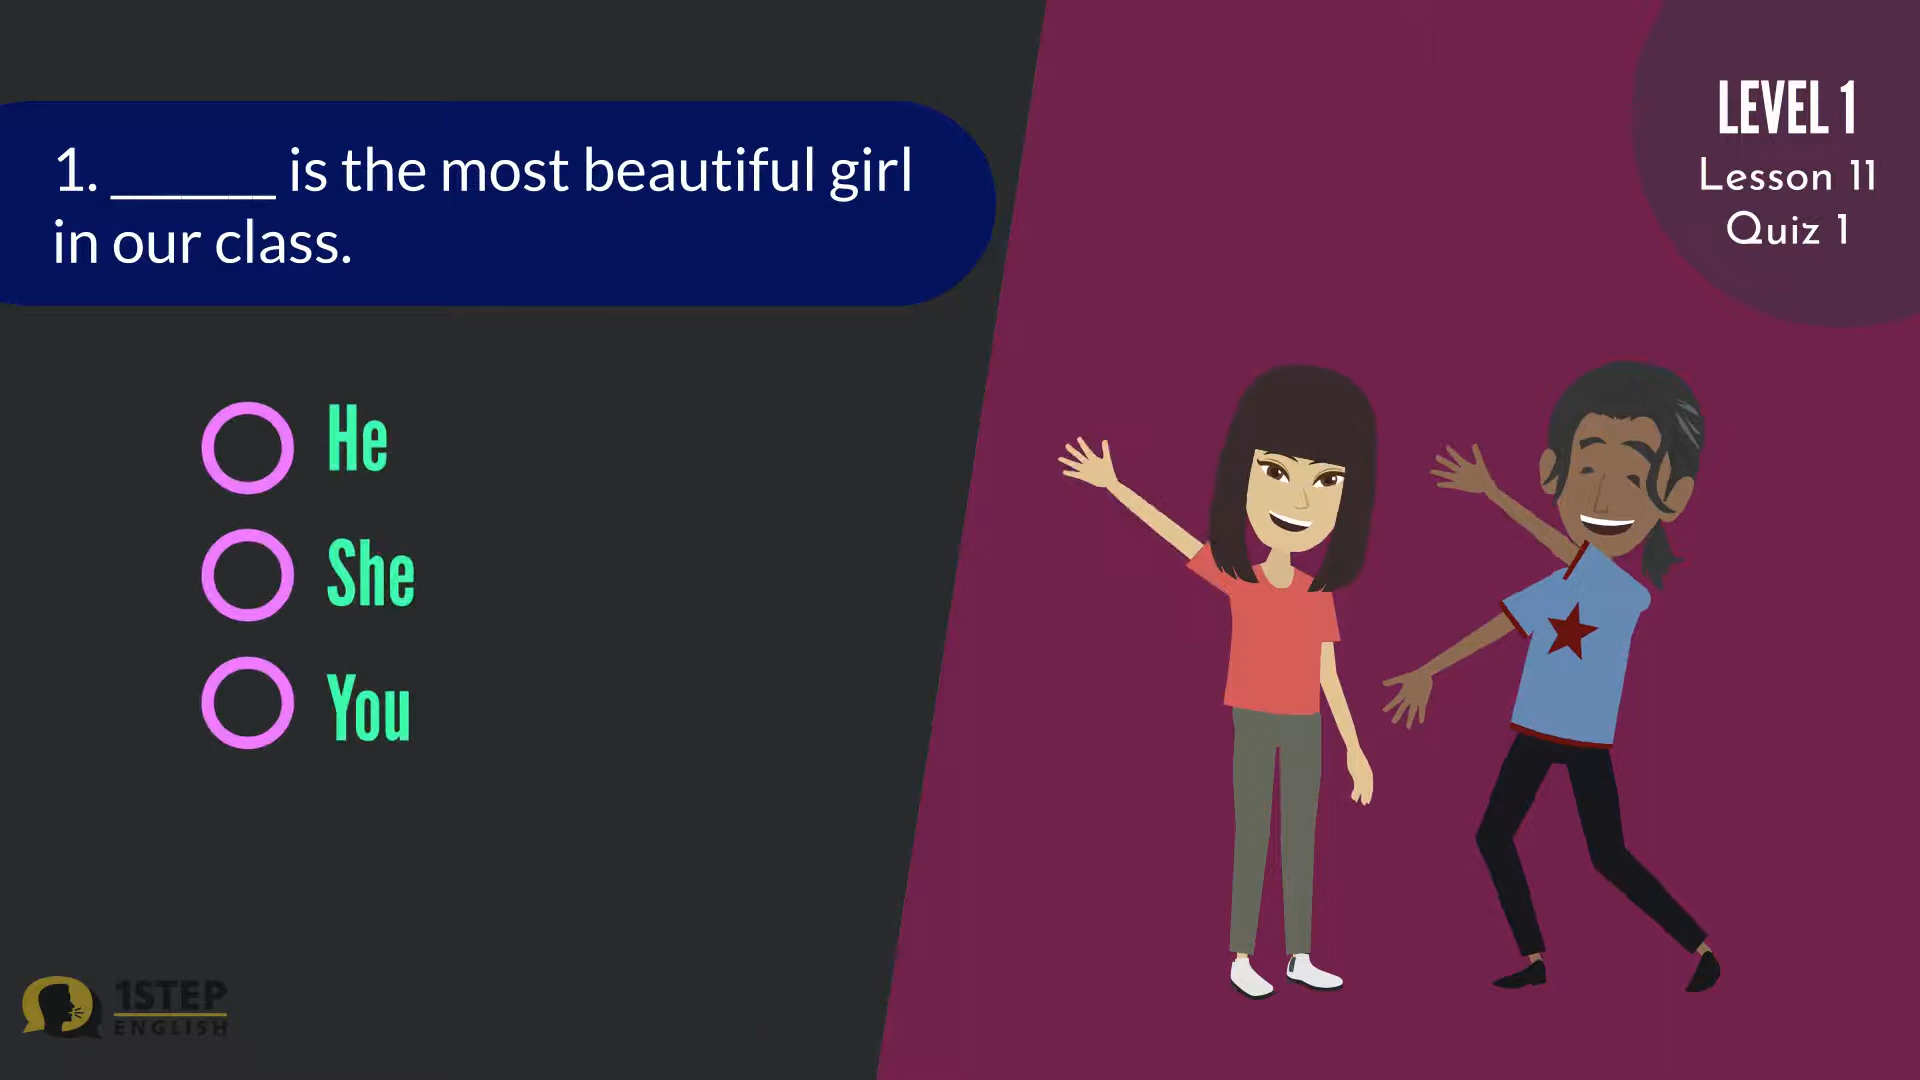 LEVEL 1
Lesson 11
Quiz 1
1. ______ is the most beautiful girl
in our class.
He
She
You
1STEP
ENGLISH